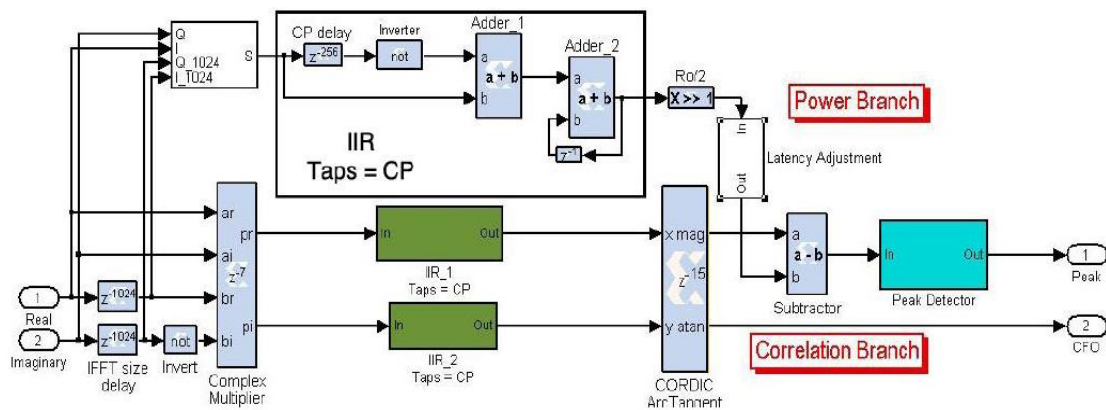 Q
I
Q_1024
I_1024
S
CP delay
z-256
Inverter
not
Adder_1
a
b
a + b
Adder_2
a
b
a + b
z-1
IIR
Taps = CP
Ro/2
X >> 1
Power Branch
In
Out
Latency Adjustment
1
Real
2
Imaginary
z-1024
z-1024
IFFT size
delay
not
Invert
ar
ai
br
bi
pr
pi
z-7
Complex
Multiplier
In
Out
IIR_1
Taps = CP
In
Out
IIR_2
Taps = CP
x mag
z-15
y atan
CORDIC
ArcTangent
a
b
a - b
Subtractor
In
Out
Peak Detector
1
Peak
2
CFO
Correlation Branch